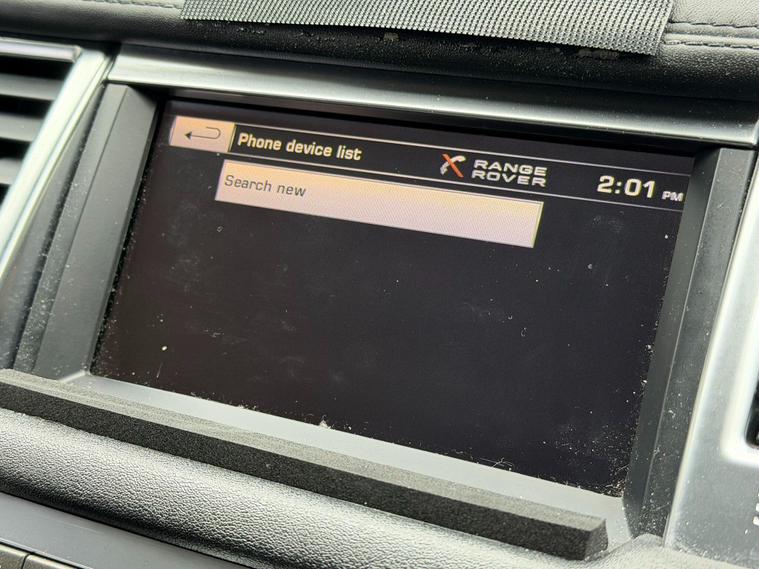 Phone device list
RANGE
ROVER
2:01 PM
Search new